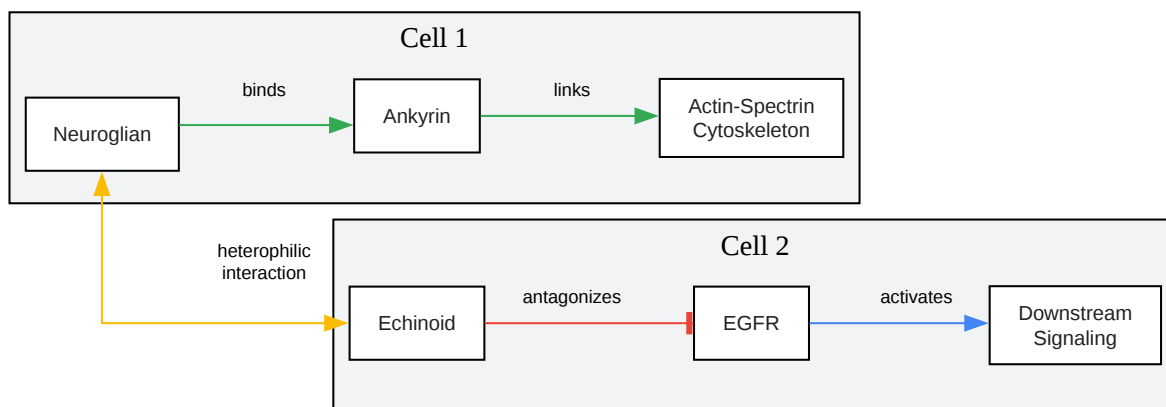 Cell 1
binds
links
Neuroglian
Ankyrin
Actin-Spectrin
Cytoskeleton
heterophilic
interaction
Cell 2
antagonizes
activates
Echinoid
EGFR
Downstream
Signaling